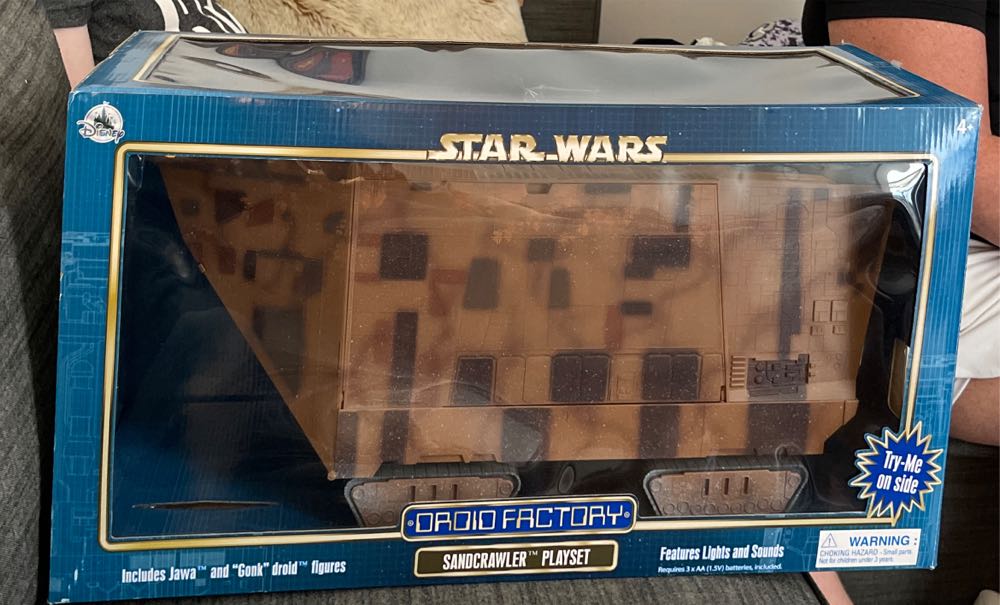 Disney
4+
STAR WARS
Try-Me
on side
DROID FACTORY
SANDCRAWLER™ PLAYSET
Includes Jawa™ and "Gonk" droid™ figures
Features Lights and Sounds
Requires 3 x AA (1.5V) batteries, included.
WARNING :
CHOKING HAZARD - Small parts.
Not for children under 3 years.